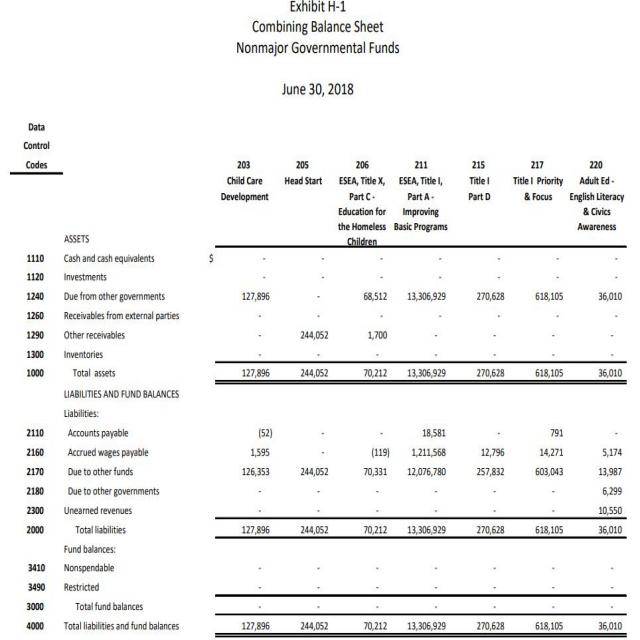 Exhibit H-1
Combining Balance Sheet
Nonmajor Governmental Funds
June 30, 2018
Data
Control
Codes 203 205 206 211 215 217 220
Child Care Head Start ESEA, Title X, ESEA, Title I, Title I Title I Priority Adult Ed -
Development Part C - Part A - Part D & Focus English Literacy
Education for Improving & Civics
the Homeless Basic Programs Awareness
ASSETS Children
1110 Cash and cash equivalents $ - - - - - - -
1120 Investments - - - - - - -
1240 Due from other governments 127,896 - 68,512 13,306,929 270,628 618,105 36,010
1260 Receivables from external parties - - - - - - -
1290 Other receivables - 244,052 1,700 - - - -
1300 Inventories - - - - - - -
1000 Total assets 127,896 244,052 70,212 13,306,929 270,628 618,105 36,010
LIABILITIES AND FUND BALANCES
Liabilities:
2110 Accounts payable (52) - - 18,581 - 791 -
2160 Accrued wages payable 1,595 - (119) 1,211,568 12,796 14,271 5,174
2170 Due to other funds 126,353 244,052 70,331 12,076,780 257,832 603,043 13,987
2180 Due to other governments - - - - - - 6,299
2300 Unearned revenues - - - - - - 10,550
2000 Total liabilities 127,896 244,052 70,212 13,306,929 270,628 618,105 36,010
Fund balances:
3410 Nonspendable - - - - - - -
3490 Restricted - - - - - - -
3000 Total fund balances - - - - - - -
4000 Total liabilities and fund balances 127,896 244,052 70,212 13,306,929 270,628 618,105 36,010